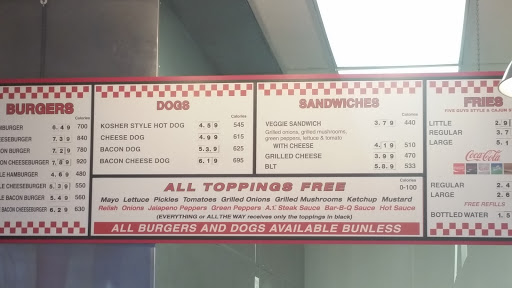 BURGERS
Calories
BURGER 6.49 700
CHEESEBURGER 840
BACON BURGER 7.29 780
BACON CHEESEBURGER 920
LE HAMBURGER 4.69 480
LE CHEESEBURGER 550
LE BACON BURGER 5.49 560
LE BACON CHEESEBURGER 6.29 630
DOGS
Calories
KOSHER STYLE HOT DOG 4.59 545
CHEESE DOG 4.99 615
BACON DOG 5.39 625
BACON CHEESE DOG 6.19 695
SANDWICHES
Calories
VEGGIE SANDWICH 3.79 440
Grilled onions, grilled mushrooms,
green peppers, lettuce & tomato
WITH CHEESE 4.19 510
GRILLED CHEESE 3.99 470
BLT 5.89 533
FRIES
FIVE GUYS STYLE & CAJUN
LITTLE 2.9
REGULAR 3.7
LARGE 5.
Coca-Cola
REGULAR 2.4
LARGE 2.6
FREE REFILLS
BOTTLED WATER 1.5
ALL TOPPINGS FREE
Calories
0-100
Mayo Lettuce Pickles Tomatoes Grilled Onions Grilled Mushrooms Ketchup Mustard
Relish Onions Jalapeno Peppers Green Peppers A.1. Steak Sauce Bar-B-Q Sauce Hot Sauce
(EVERYTHING or ALL THE WAY receives only the toppings in black)
ALL BURGERS AND DOGS AVAILABLE BUNLESS